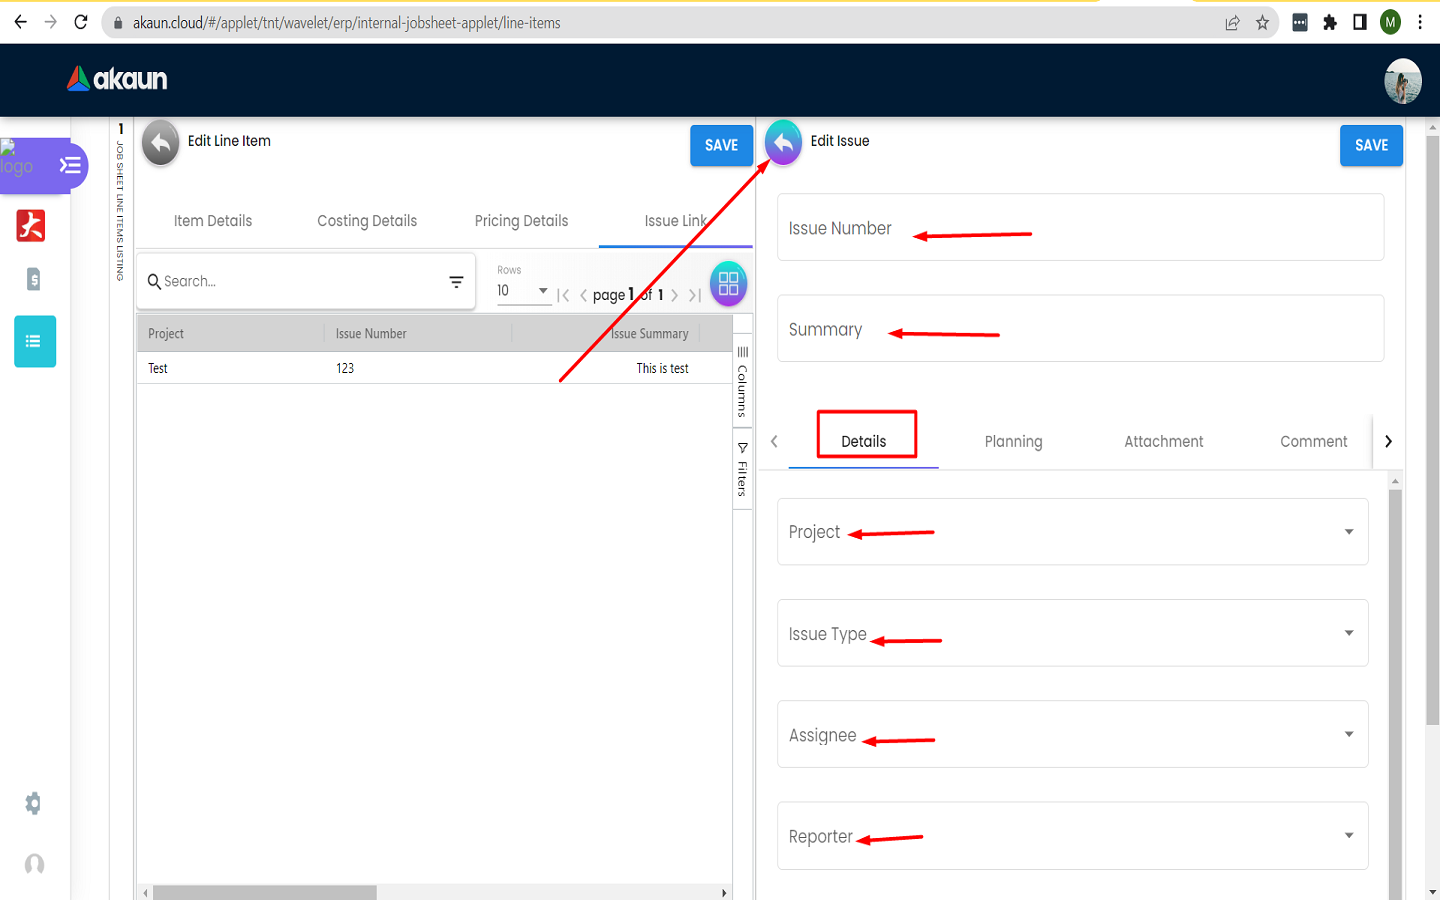 akaun.cloud/#/applet/tnt/wavelet/erp/internal-jobsheet-applet/line-items
M
akaun
logo
1
JOB SHEET LINE ITEMS LISTING
Edit Line Item
SAVE
Item Details
Costing Details
Pricing Details
Issue Link
Search...
Rows
10
page 1 of 1
Project
Issue Number
Issue Summary
Test
123
This is test
Columns
Filters
Edit Issue
SAVE
Issue Number
Summary
Details
Planning
Attachment
Comment
Project
Issue Type
Assignee
Reporter